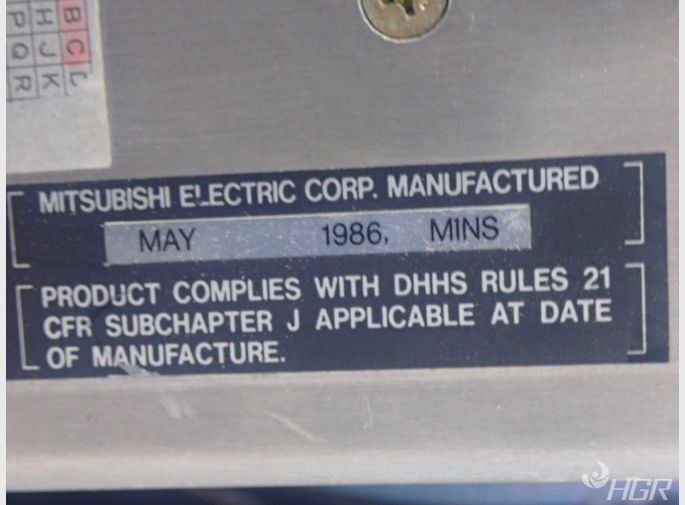 B C L
H J K
P Q R
MITSUBISHI ELECTRIC CORP. MANUFACTURED
MAY 1986, MINS
PRODUCT COMPLIES WITH DHHS RULES 21
CFR SUBCHAPTER J APPLICABLE AT DATE
OF MANUFACTURE.
HGR